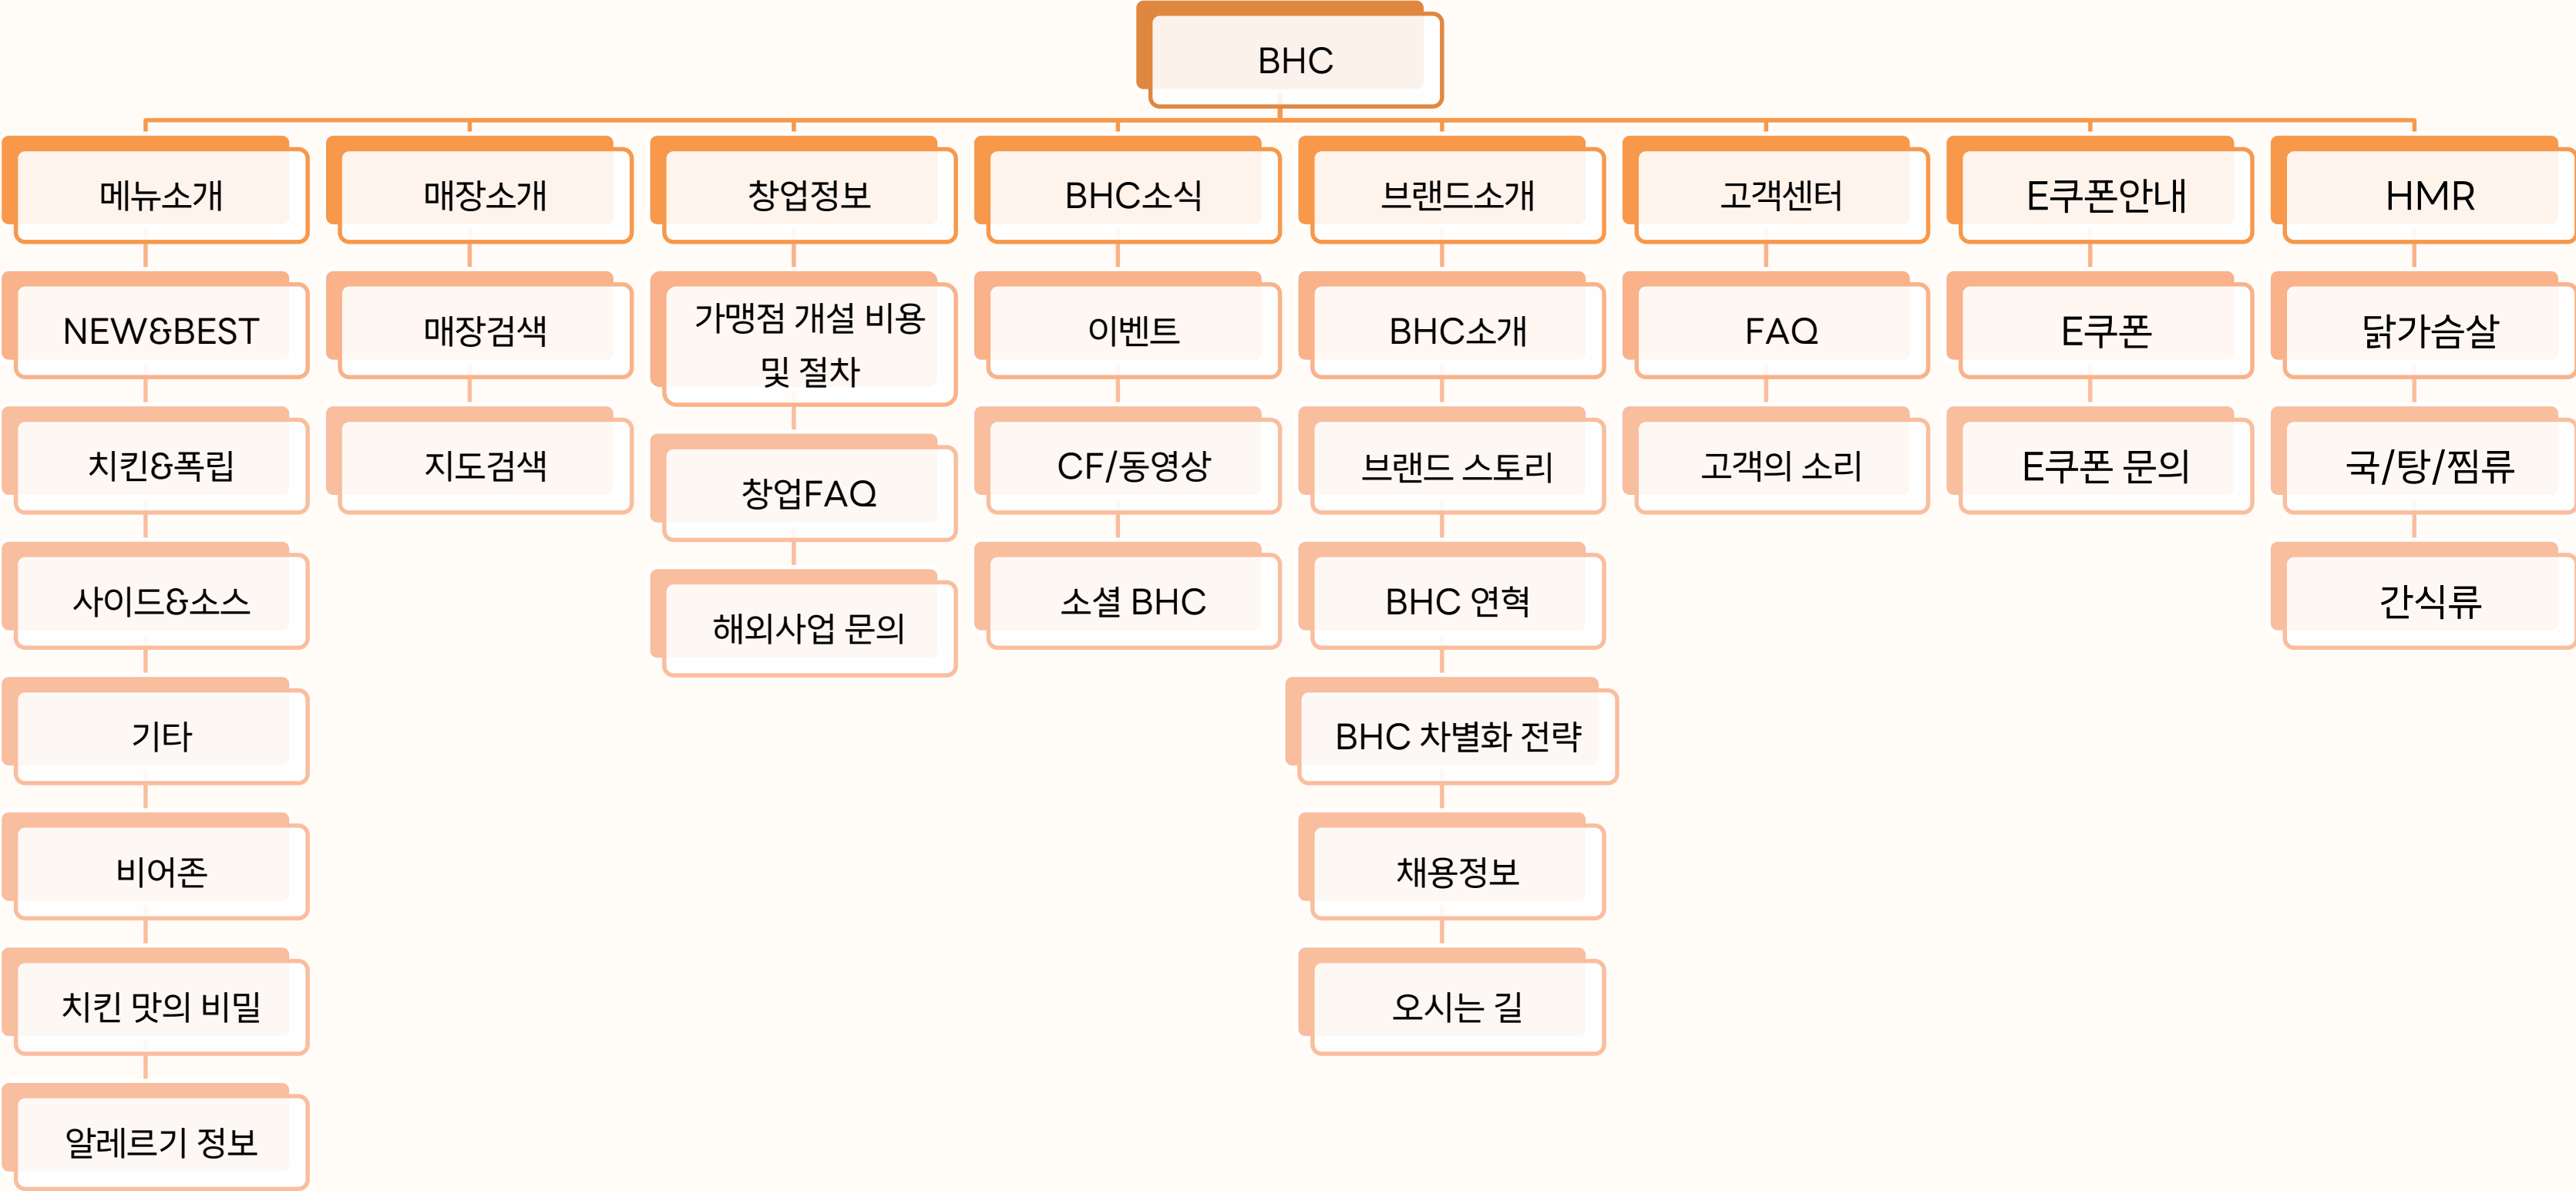 BHC
메뉴소개
매장소개
창업정보
BHC소식
브랜드소개
고객센터
E쿠폰안내
HMR
NEW&BEST
치킨&폭립
사이드&소스
기타
비어존
치킨 맛의 비밀
알레르기 정보
매장검색
지도검색
가맹점 개설 비용
및 절차
창업FAQ
해외사업 문의
이벤트
CF/동영상
소셜 BHC
BHC소개
브랜드 스토리
BHC 연혁
BHC 차별화 전략
채용정보
오시는 길
FAQ
고객의 소리
E쿠폰
E쿠폰 문의
닭가슴살
국/탕/찜류
간식류